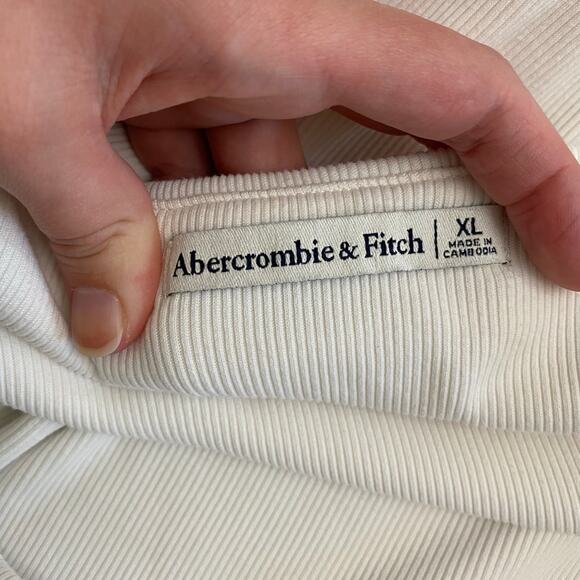 Abercrombie & Fitch
XL
MADE IN
CAMBODIA